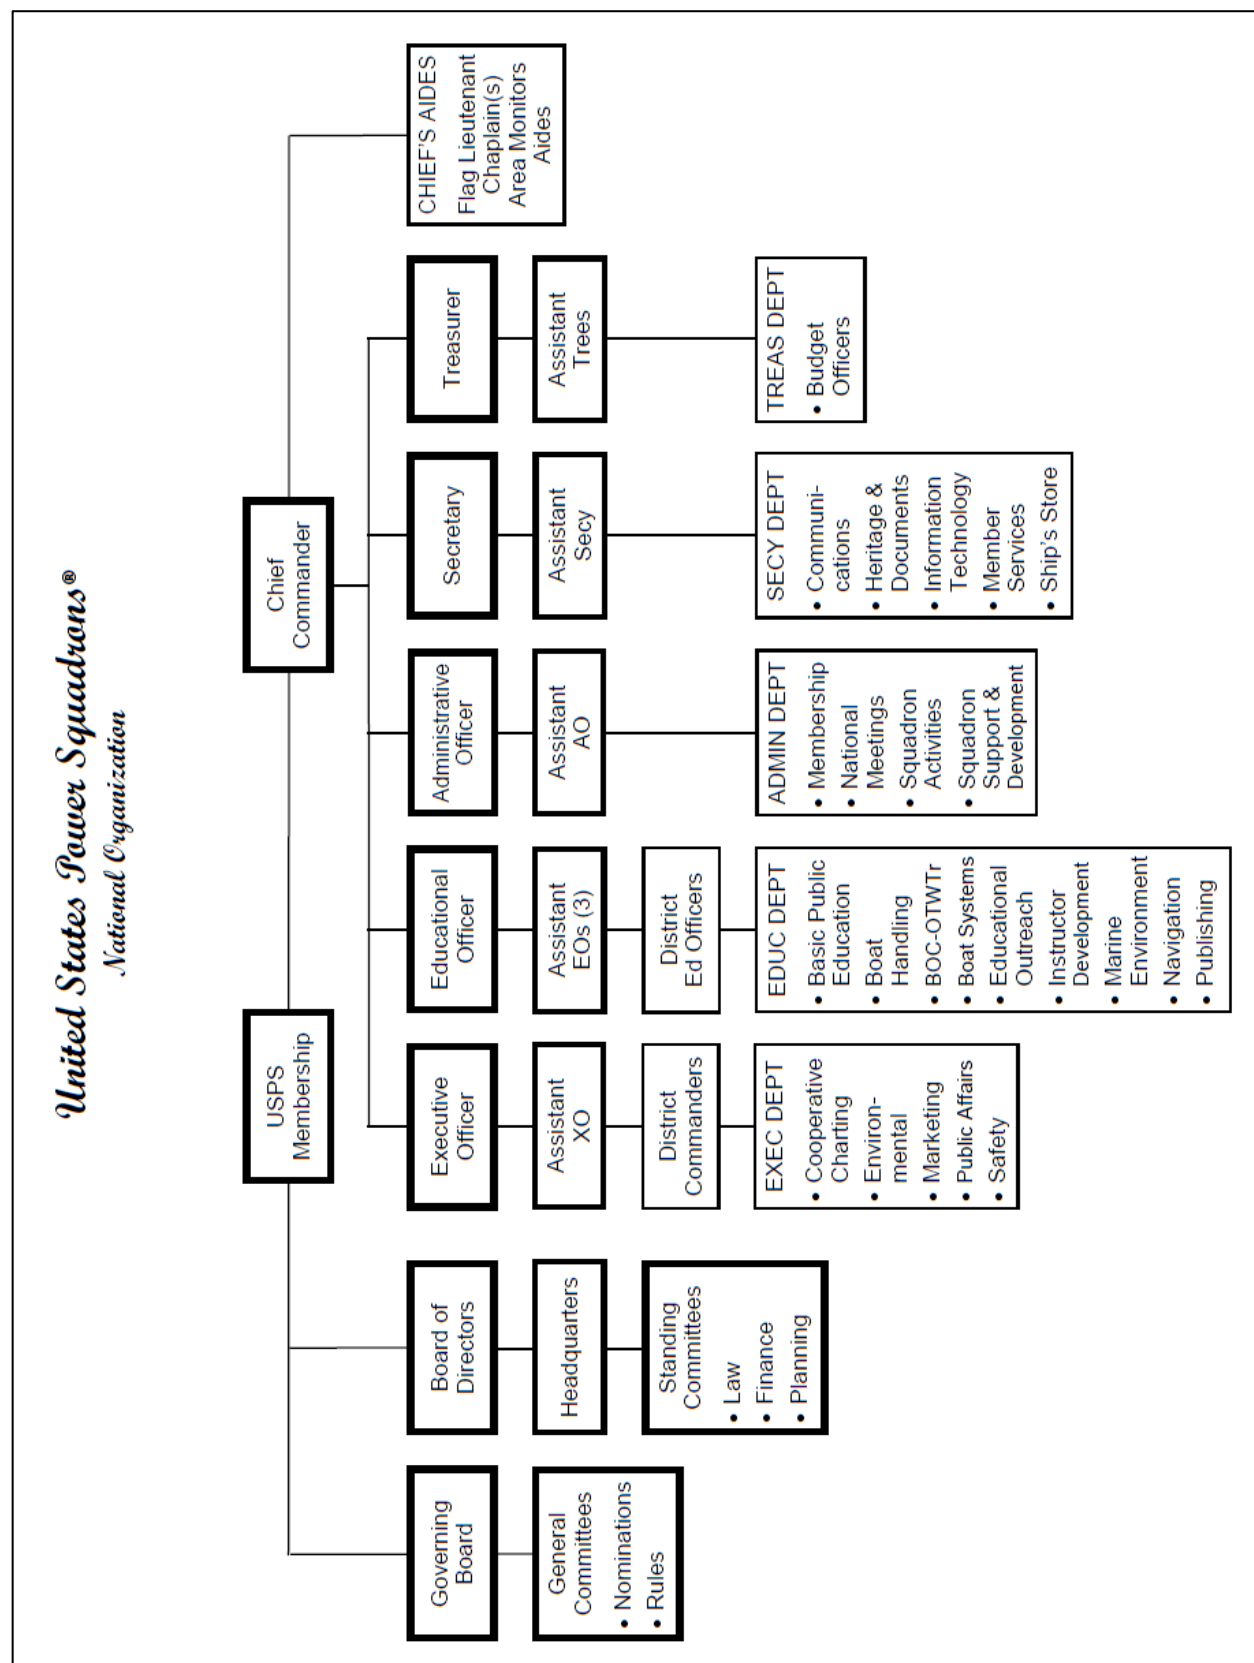 United States Power Squadrons®
National Organization
USPS
Membership
Chief
Commander
Governing
Board
Board of
Directors
Executive
Officer
Educational
Officer
Administrative
Officer
Secretary
Treasurer
CHIEF'S AIDES
Flag Lieutenant
Chaplain(s)
Area Monitors
Aides
General
Committees
• Nominations
• Rules
Headquarters
Assistant
XO
Assistant
EOs (3)
Assistant
AO
Assistant
Secy
Assistant
Trees
Standing
Committees
• Law
• Finance
• Planning
District
Commanders
District
Ed Officers
EXEC DEPT
• Cooperative
Charting
• Environ-
mental
• Marketing
• Public Affairs
• Safety
EDUC DEPT
• Basic Public
Education
• Boat
Handling
• BOC-OTWTr
• Boat Systems
• Educational
Outreach
• Instructor
Development
• Marine
Environment
• Navigation
• Publishing
ADMIN DEPT
• Membership
• National
Meetings
• Squadron
Activities
• Squadron
Support &
Development
SECY DEPT
• Communi-
cations
• Heritage &
Documents
• Information
Technology
• Member
Services
• Ship's Store
TREAS DEPT
• Budget
Officers